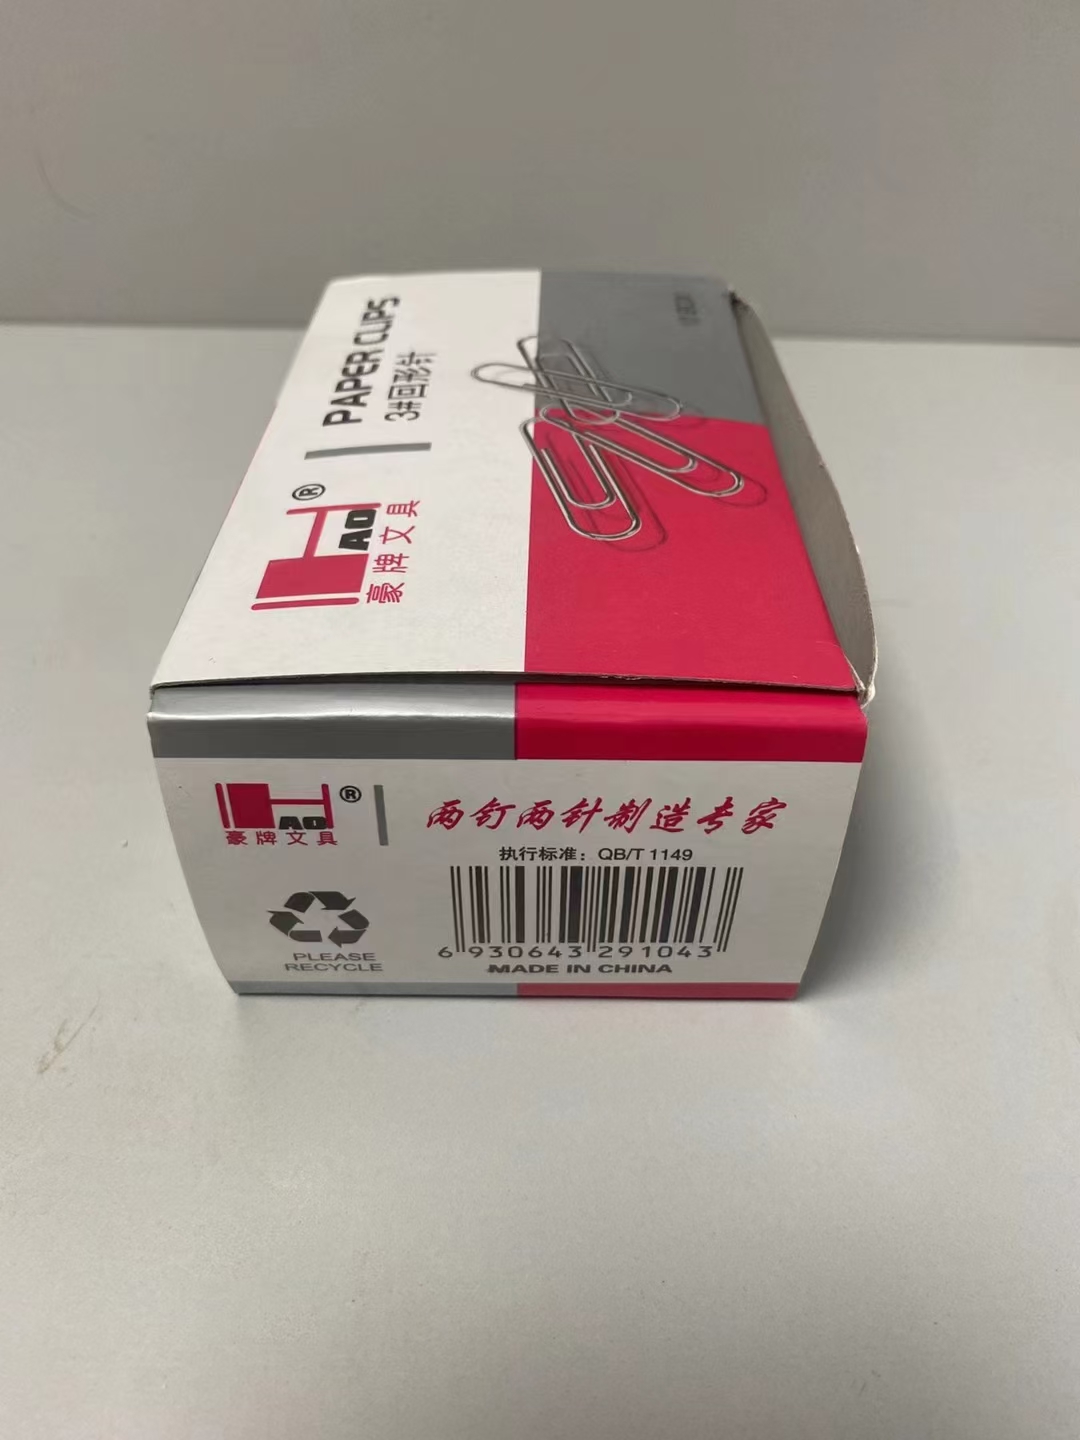 PAPER CLIPS
3#回形针
HAO®
豪牌文具
HAO®
豪牌文具
两钉两针制造专家
执行标准：QB/T 1149
6 930643 291043
MADE IN CHINA
PLEASE
RECYCLE